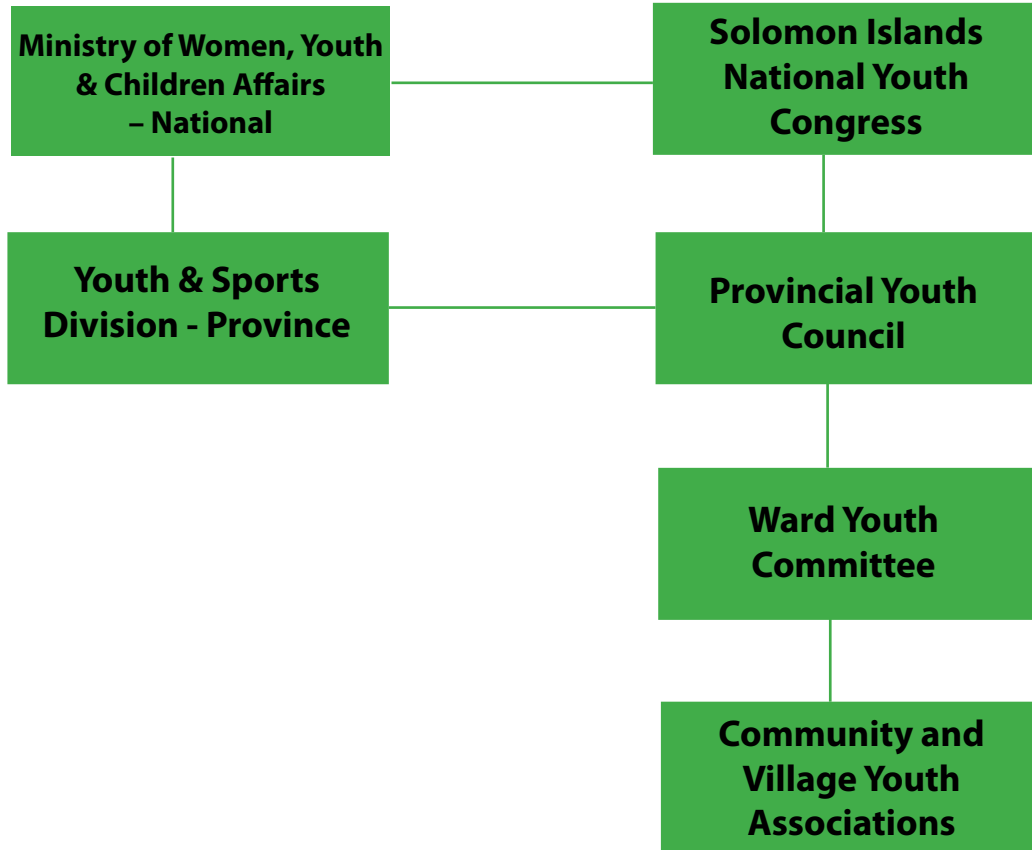 Ministry of Women, Youth
& Children Affairs
– National
Solomon Islands
National Youth
Congress
Youth & Sports
Division - Province
Provincial Youth
Council
Ward Youth
Committee
Community and
Village Youth
Associations